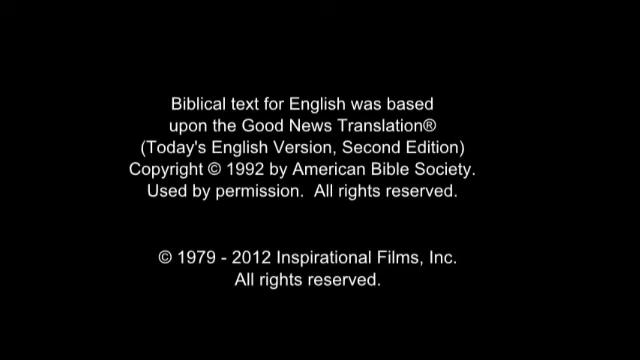 Biblical text for English was based
upon the Good News Translation®
(Today's English Version, Second Edition)
Copyright © 1992 by American Bible Society.
Used by permission.  All rights reserved.
© 1979 - 2012 Inspirational Films, Inc.
All rights reserved.